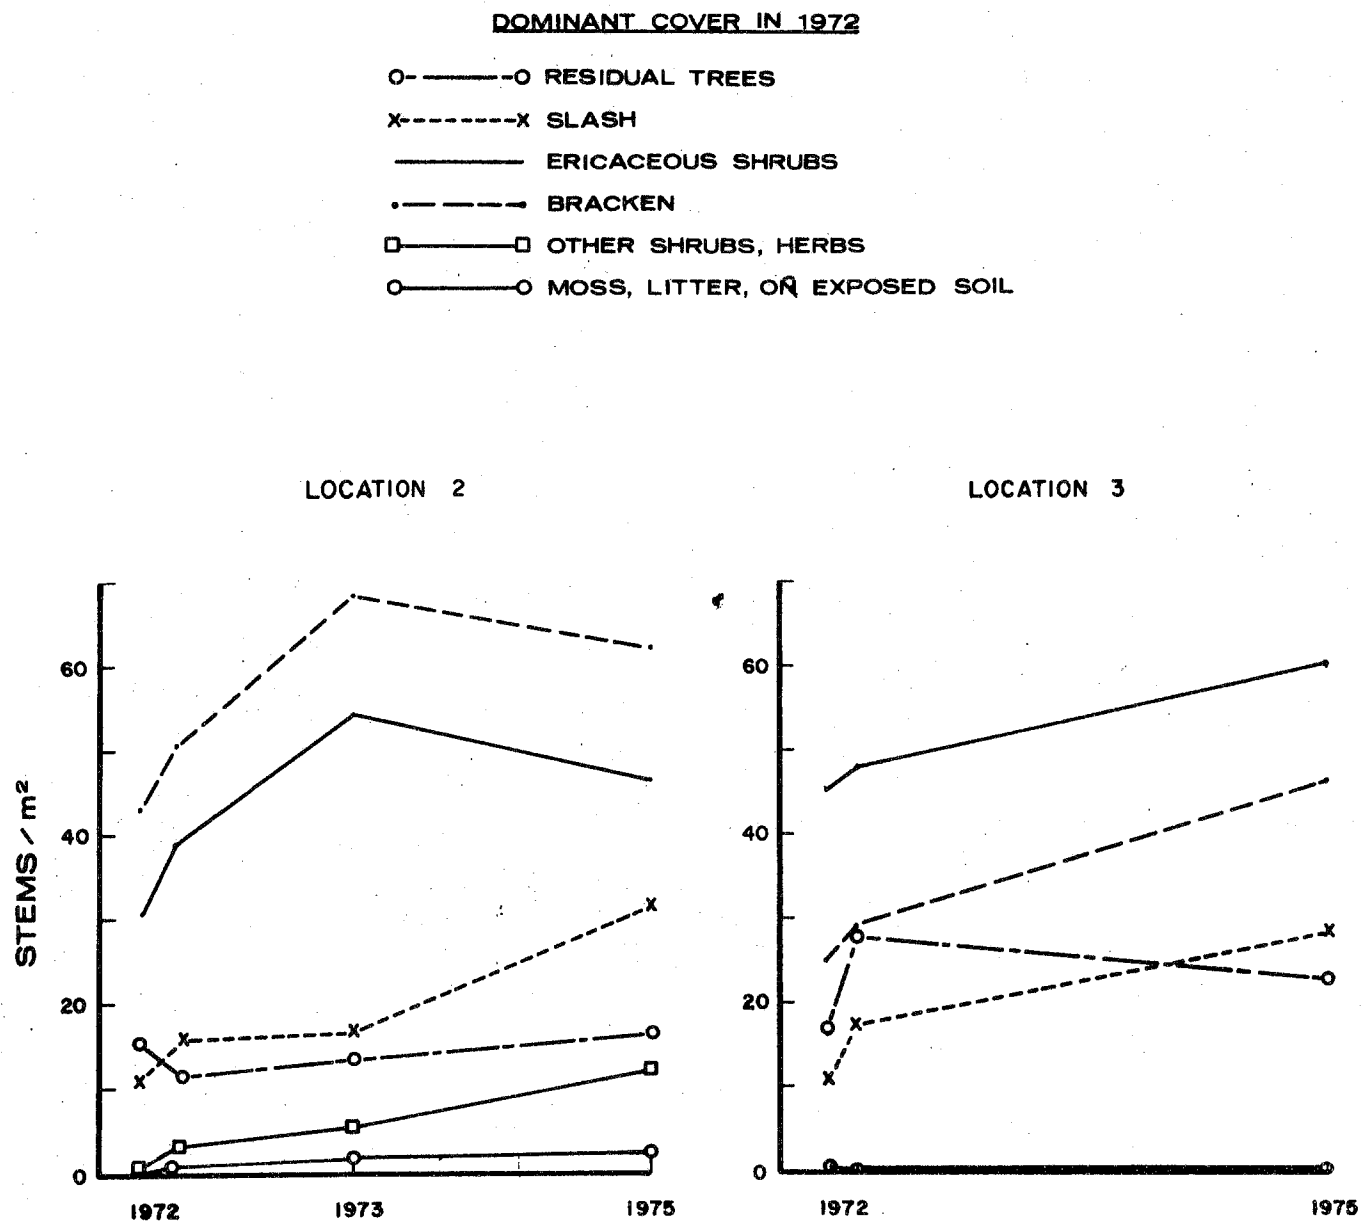 DOMINANT COVER IN 1972
RESIDUAL TREES
SLASH
ERICACEOUS SHRUBS
BRACKEN
OTHER SHRUBS, HERBS
MOSS, LITTER, OR EXPOSED SOIL
LOCATION 2
LOCATION 3
STEMS/m²
60
40
20
0
1972 1973 1975
60
40
20
0
1972 1975